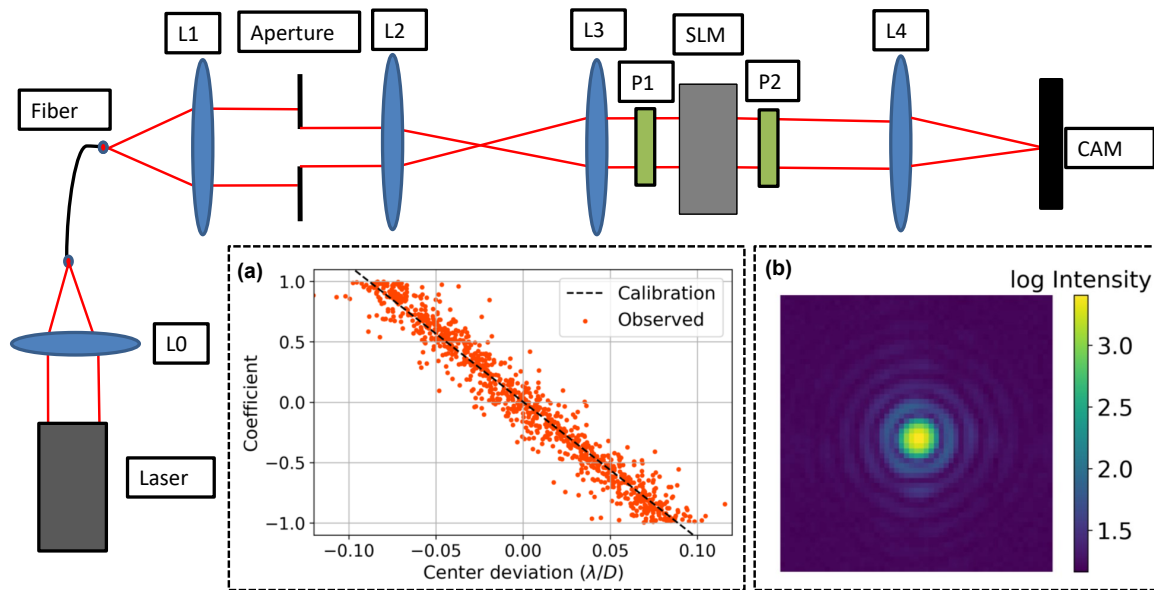 L1
Aperture
L2
L3
SLM
L4
P1
P2
Fiber
CAM
L0
Laser
(a)
1.0
0.5
0.0
−0.5
−1.0
Coefficient
Calibration
Observed
−0.10
−0.05
0.00
0.05
0.10
Center deviation (λ/D)
(b)
log Intensity
3.0
2.5
2.0
1.5